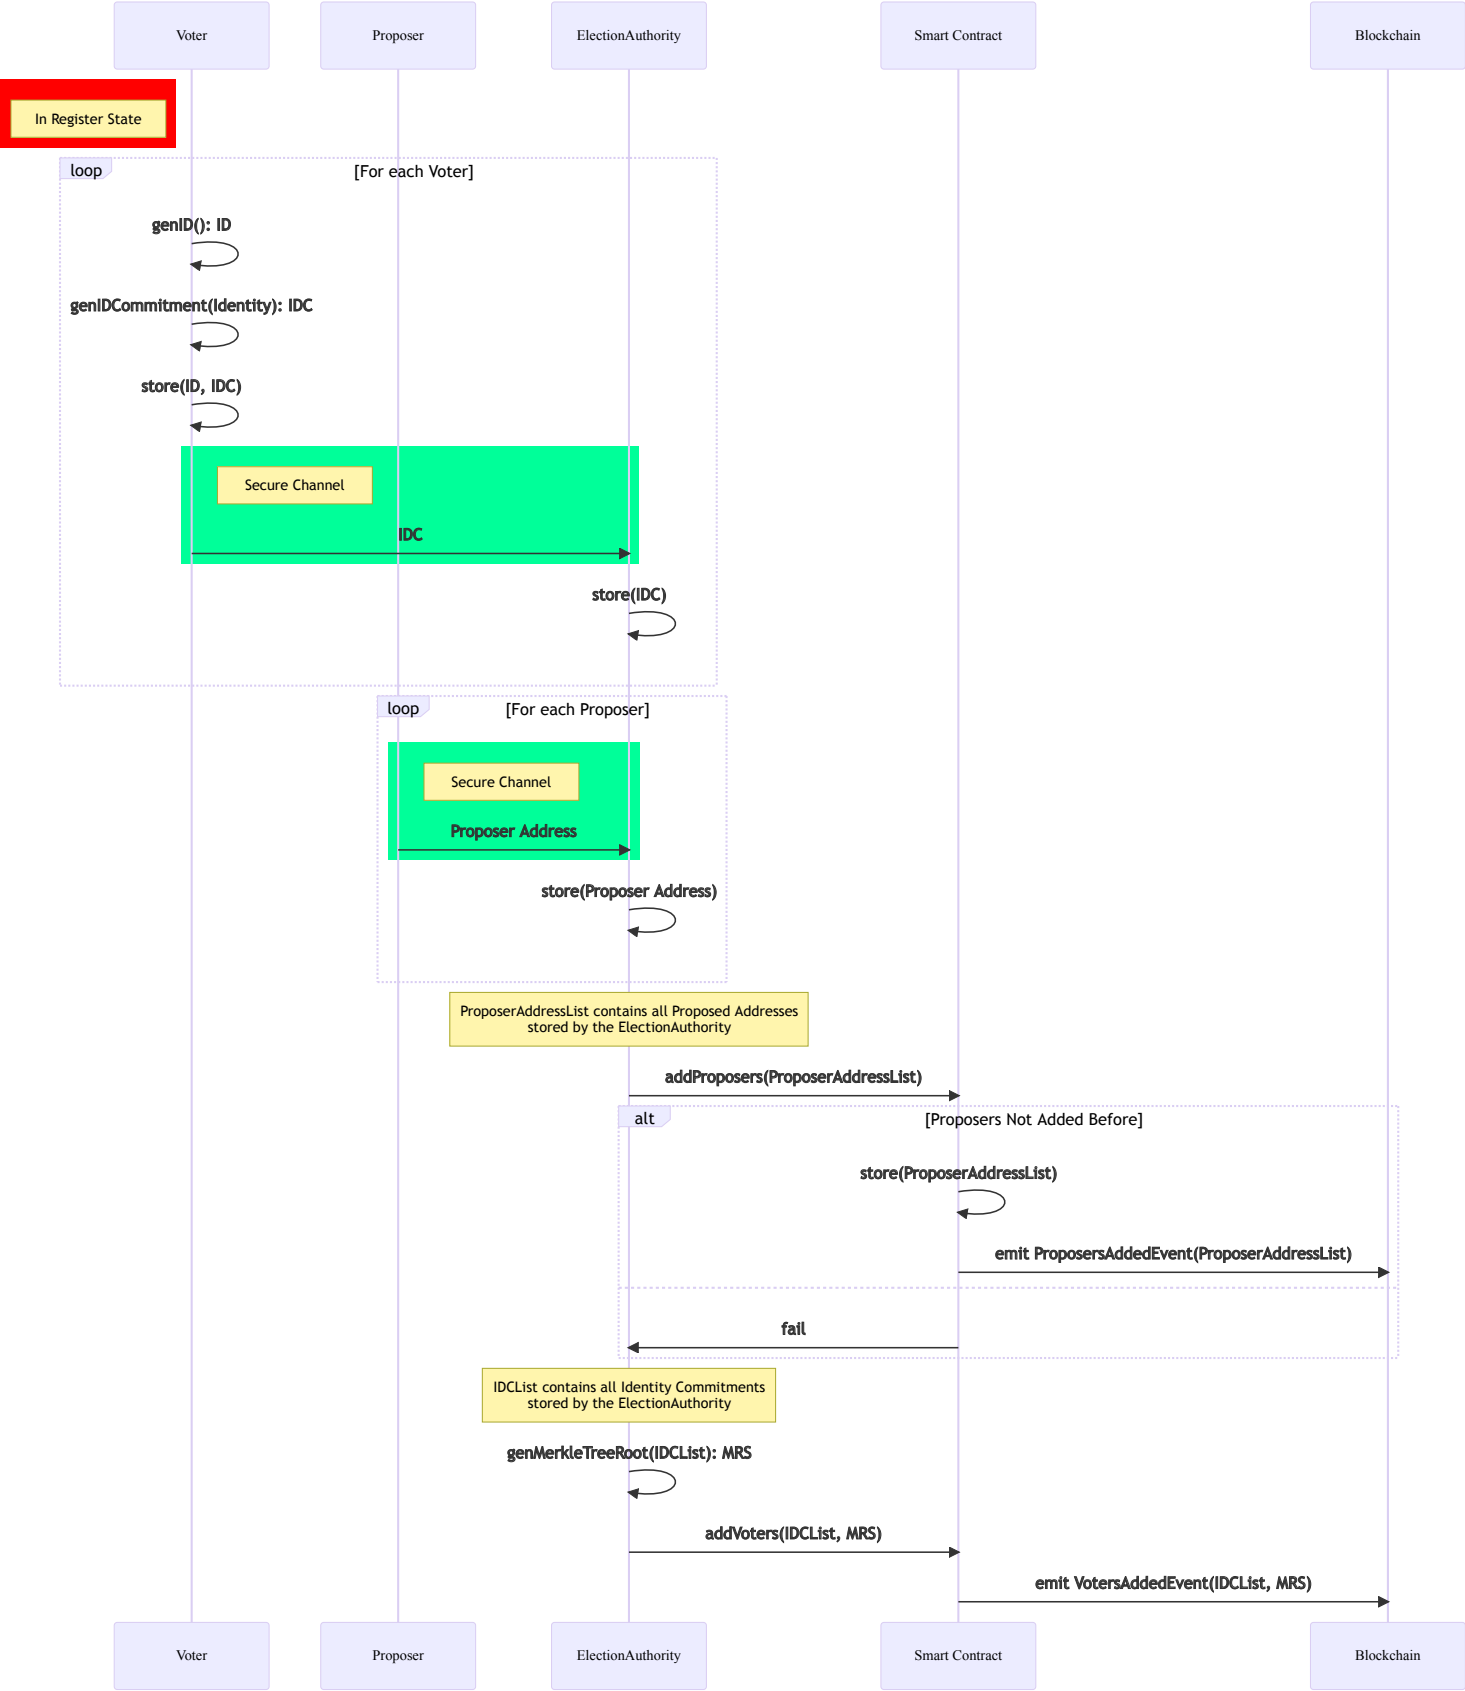 Voter
Proposer
ElectionAuthority
Smart Contract
Blockchain
In Register State
loop
[For each Voter]
genID(): ID
genIDCommitment(Identity): IDC
store(ID, IDC)
Secure Channel
IDC
store(IDC)
loop
[For each Proposer]
Secure Channel
Proposer Address
store(Proposer Address)
ProposerAddressList contains all Proposed Addresses
stored by the ElectionAuthority
addProposers(ProposerAddressList)
alt
[Proposers Not Added Before]
store(ProposerAddressList)
emit ProposersAddedEvent(ProposerAddressList)
fail
IDCList contains all Identity Commitments
stored by the ElectionAuthority
genMerkleTreeRoot(IDCList): MRS
addVoters(IDCList, MRS)
emit VotersAddedEvent(IDCList, MRS)
Voter
Proposer
ElectionAuthority
Smart Contract
Blockchain